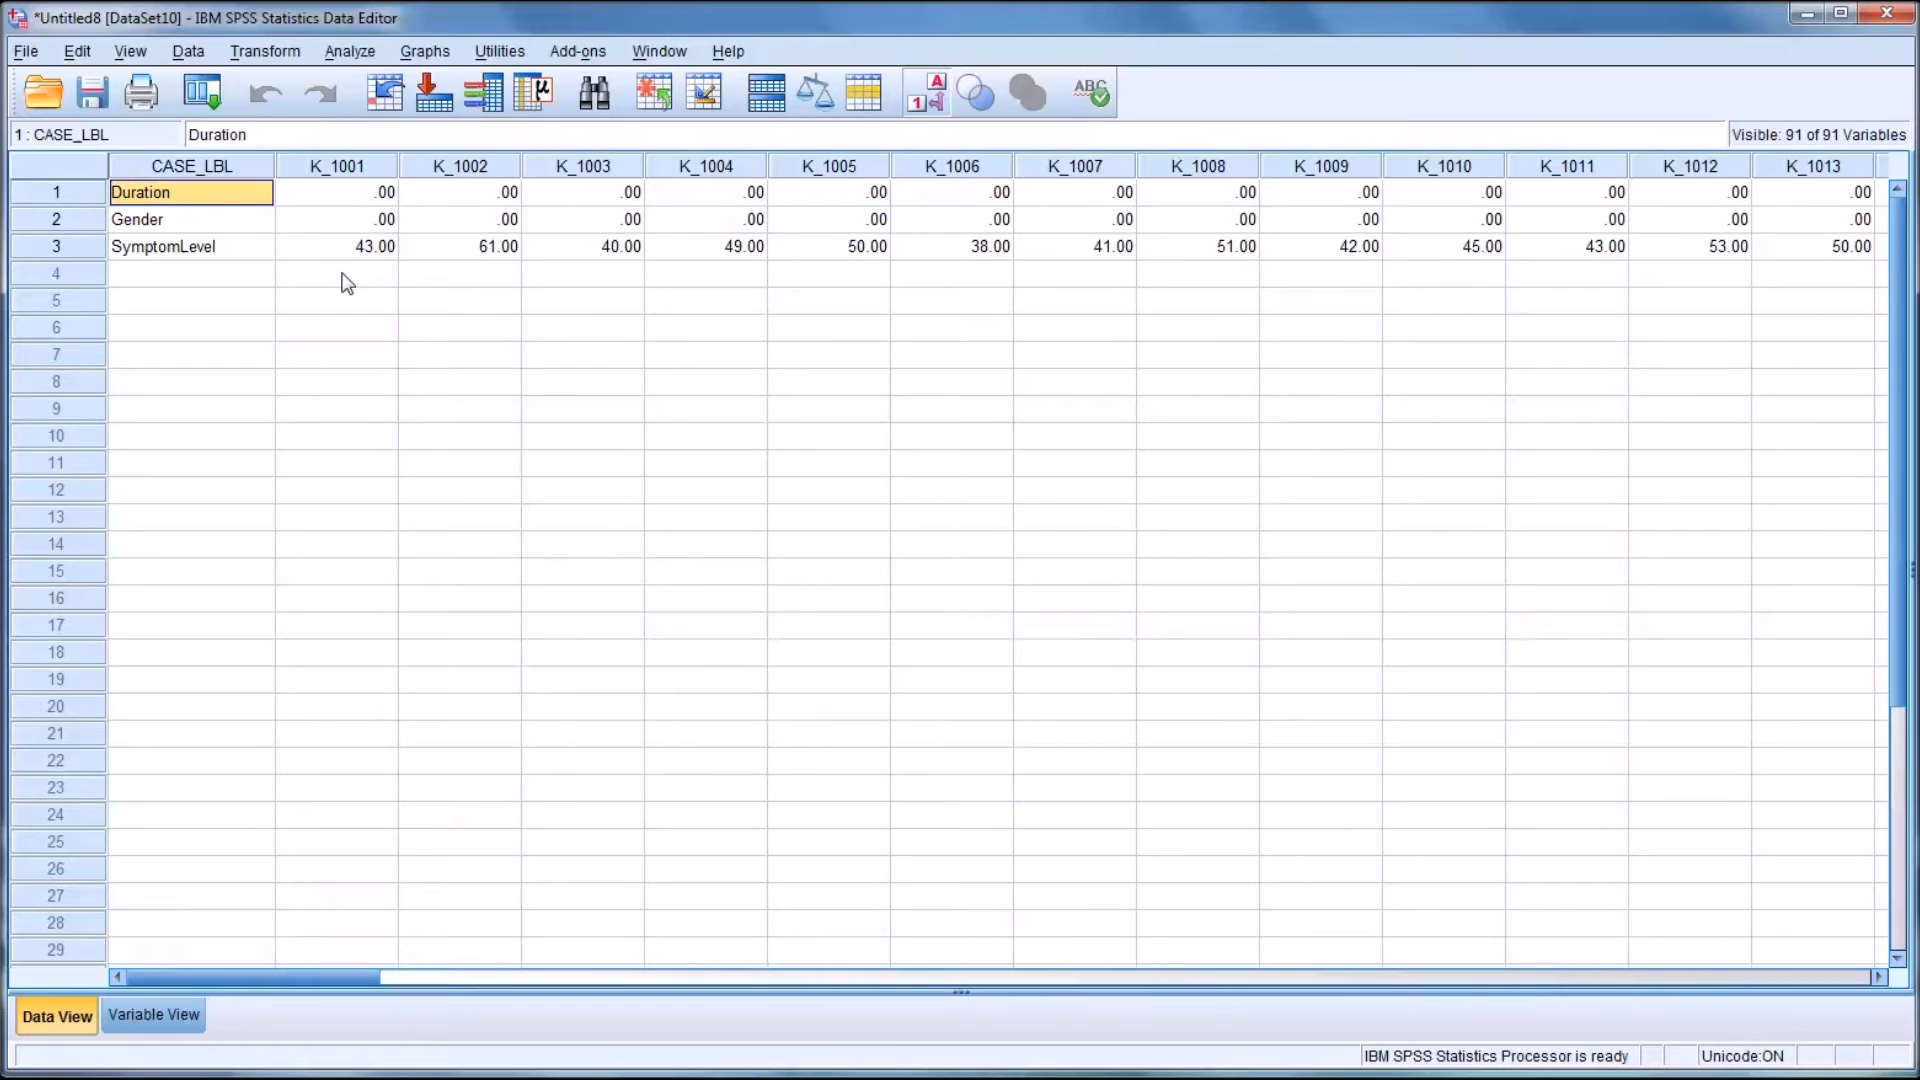 *Untitled8 [DataSet10] - IBM SPSS Statistics Data Editor
File Edit View Data Transform Analyze Graphs Utilities Add-ons Window Help
μ A 1 ABC
1 : CASE_LBL Duration Visible: 91 of 91 Variables
CASE_LBL K_1001 K_1002 K_1003 K_1004 K_1005 K_1006 K_1007 K_1008 K_1009 K_1010 K_1011 K_1012 K_1013
1 Duration .00 .00 .00 .00 .00 .00 .00 .00 .00 .00 .00 .00 .00
2 Gender .00 .00 .00 .00 .00 .00 .00 .00 .00 .00 .00 .00 .00
3 SymptomLevel 43.00 61.00 40.00 49.00 50.00 38.00 41.00 51.00 42.00 45.00 43.00 53.00 50.00
4
5
6
7
8
9
10
11
12
13
14
15
16
17
18
19
20
21
22
23
24
25
26
27
28
29
Data View Variable View
IBM SPSS Statistics Processor is ready Unicode:ON